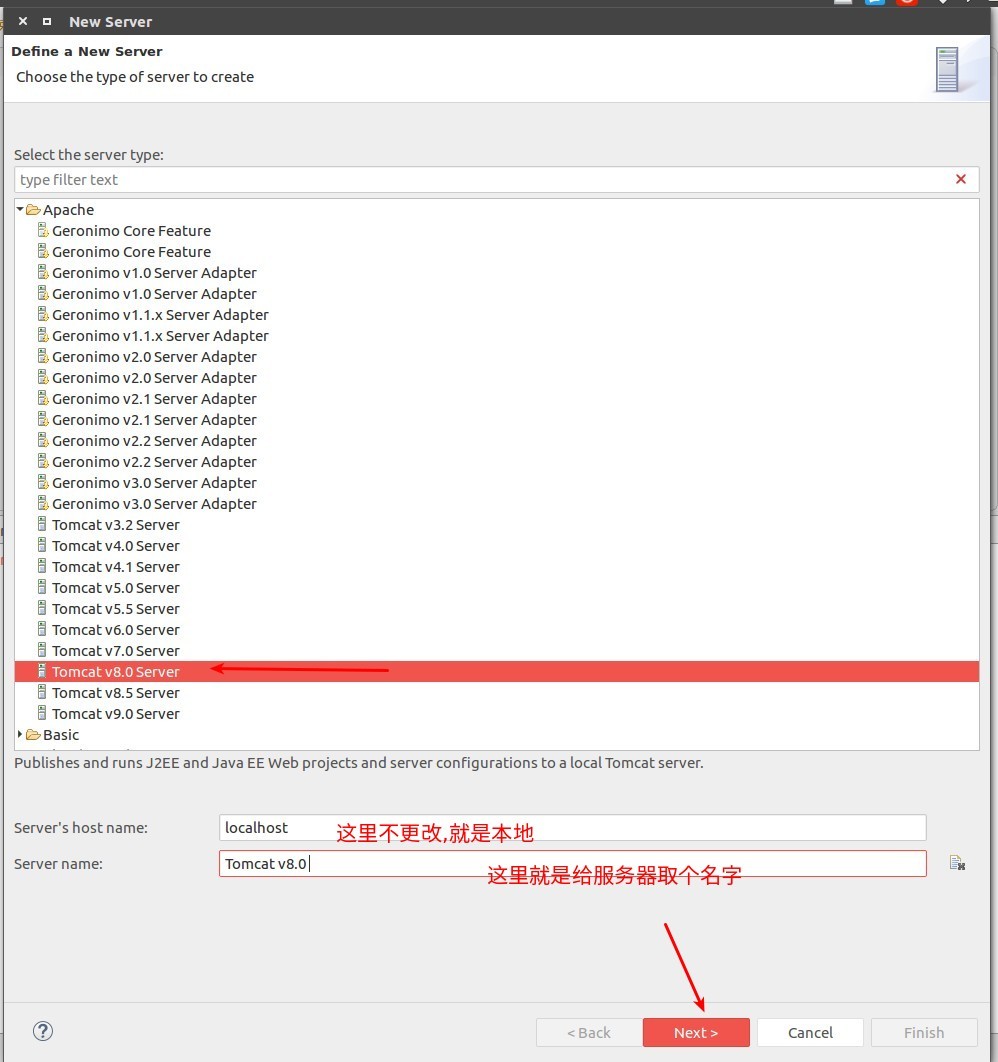 New Server
Define a New Server
Choose the type of server to create
Select the server type:
type filter text
Apache
Geronimo Core Feature
Geronimo Core Feature
Geronimo v1.0 Server Adapter
Geronimo v1.0 Server Adapter
Geronimo v1.1.x Server Adapter
Geronimo v1.1.x Server Adapter
Geronimo v2.0 Server Adapter
Geronimo v2.0 Server Adapter
Geronimo v2.1 Server Adapter
Geronimo v2.1 Server Adapter
Geronimo v2.2 Server Adapter
Geronimo v2.2 Server Adapter
Geronimo v3.0 Server Adapter
Geronimo v3.0 Server Adapter
Tomcat v3.2 Server
Tomcat v4.0 Server
Tomcat v4.1 Server
Tomcat v5.0 Server
Tomcat v5.5 Server
Tomcat v6.0 Server
Tomcat v7.0 Server
Tomcat v8.0 Server
Tomcat v8.5 Server
Tomcat v9.0 Server
Basic
Publishes and runs J2EE and Java EE Web projects and server configurations to a local Tomcat server.
Server's host name: localhost 这里不更改,就是本地
Server name: Tomcat v8.0 这里就是给服务器取个名字
? < Back Next > Cancel Finish